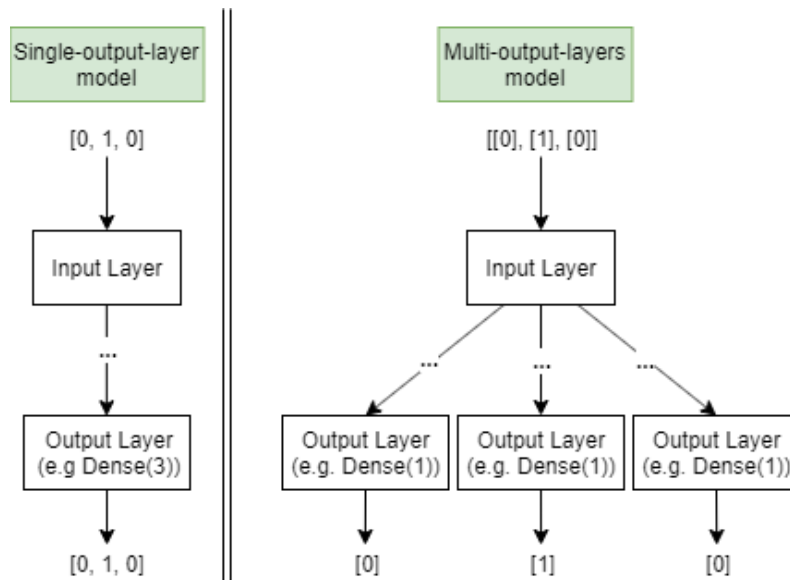 Single-output-layer
model
[0, 1, 0]
Input Layer
...
Output Layer
(e.g Dense(3))
[0, 1, 0]
Multi-output-layers
model
[[0], [1], [0]]
Input Layer
...
...
...
Output Layer
(e.g. Dense(1))
Output Layer
(e.g. Dense(1))
Output Layer
(e.g. Dense(1))
[0]
[1]
[0]